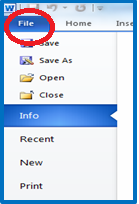 W
File Home Inse
Save
Save As
Open
Close
Info
Recent
New
Print